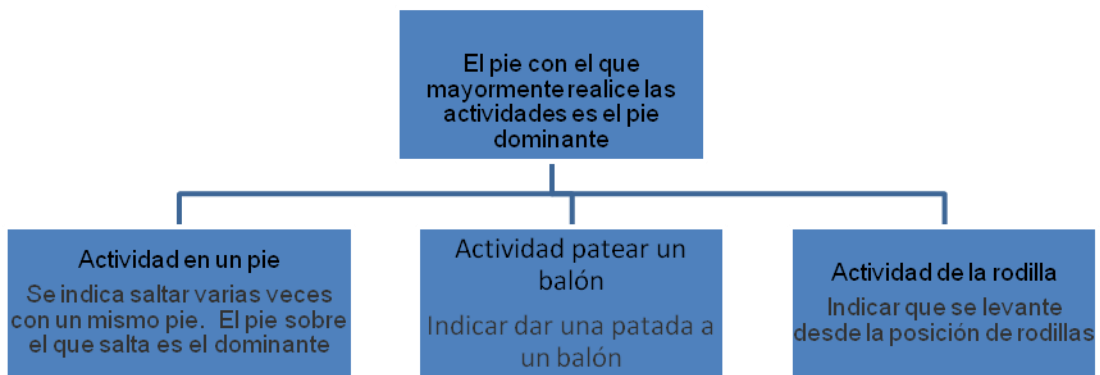 El pie con el que
mayormente realice las
actividades es el pie
dominante
Actividad en un pie
Se indica saltar varias veces
con un mismo pie. El pie sobre
el que salta es el dominante
Actividad patear un
balón
Indicar dar una patada a
un balón
Actividad de la rodilla
Indicar que se levante
desde la posición de rodillas